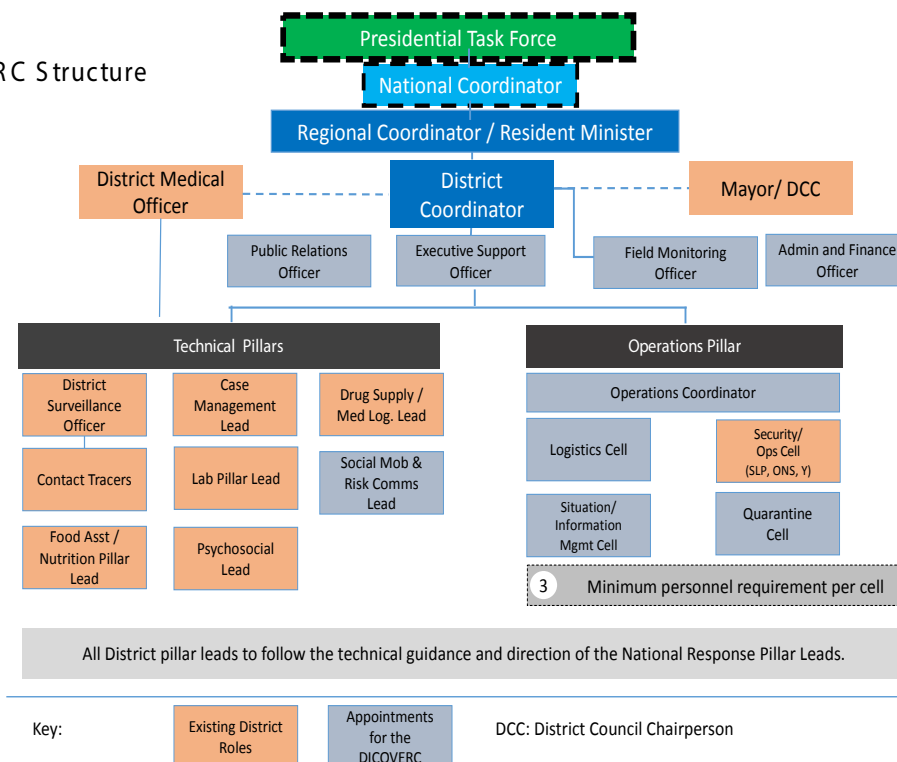 Presidential Task Force
RC Structure
National Coordinator
Regional Coordinator / Resident Minister
District Medical
Officer
District
Coordinator
Mayor/ DCC
Public Relations
Officer
Executive Support
Officer
Field Monitoring
Officer
Admin and Finance
Officer
Technical Pillars
Operations Pillar
District
Surveillance
Officer
Case
Management
Lead
Drug Supply /
Med Log. Lead
Operations Coordinator
Contact Tracers
Lab Pillar Lead
Social Mob &
Risk Comms
Lead
Logistics Cell
Security/
Ops Cell
(SLP, ONS, Y)
Food Asst /
Nutrition Pillar
Lead
Psychosocial
Lead
Situation/
Information
Mgmt Cell
Quarantine
Cell
3 Minimum personnel requirement per cell
All District pillar leads to follow the technical guidance and direction of the National Response Pillar Leads.
Key:
Existing District
Roles
Appointments
for the
DICOVERC
DCC: District Council Chairperson